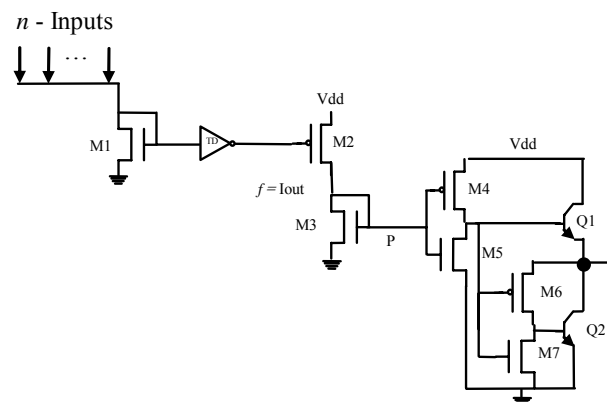 n - Inputs
...
Vdd
M1
TD
M2
Vdd
f = Iout
M4
M3
P
Q1
M5
M6
Q2
M7